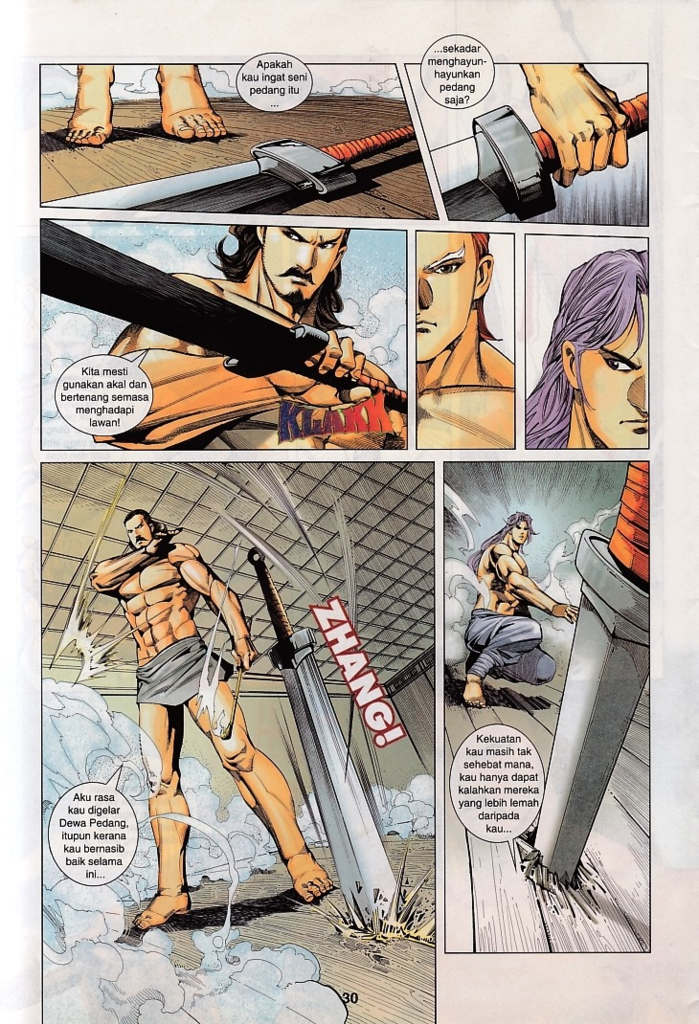 Apakah
kau ingat seni
pedang itu
...
...sekadar
menghayun-
hayunkan
pedang
saja?
Kita mesti
gunakan akal dan
bertenang semasa
menghadapi
lawan!
KLAKK
ZHANG!
Aku rasa
kau digelar
Dewa Pedang,
itupun kerana
kau bernasib
baik selama
ini...
Kekuatan
kau masih tak
sehebat mana,
kau hanya dapat
kalahkan mereka
yang lebih lemah
daripada
kau...
30